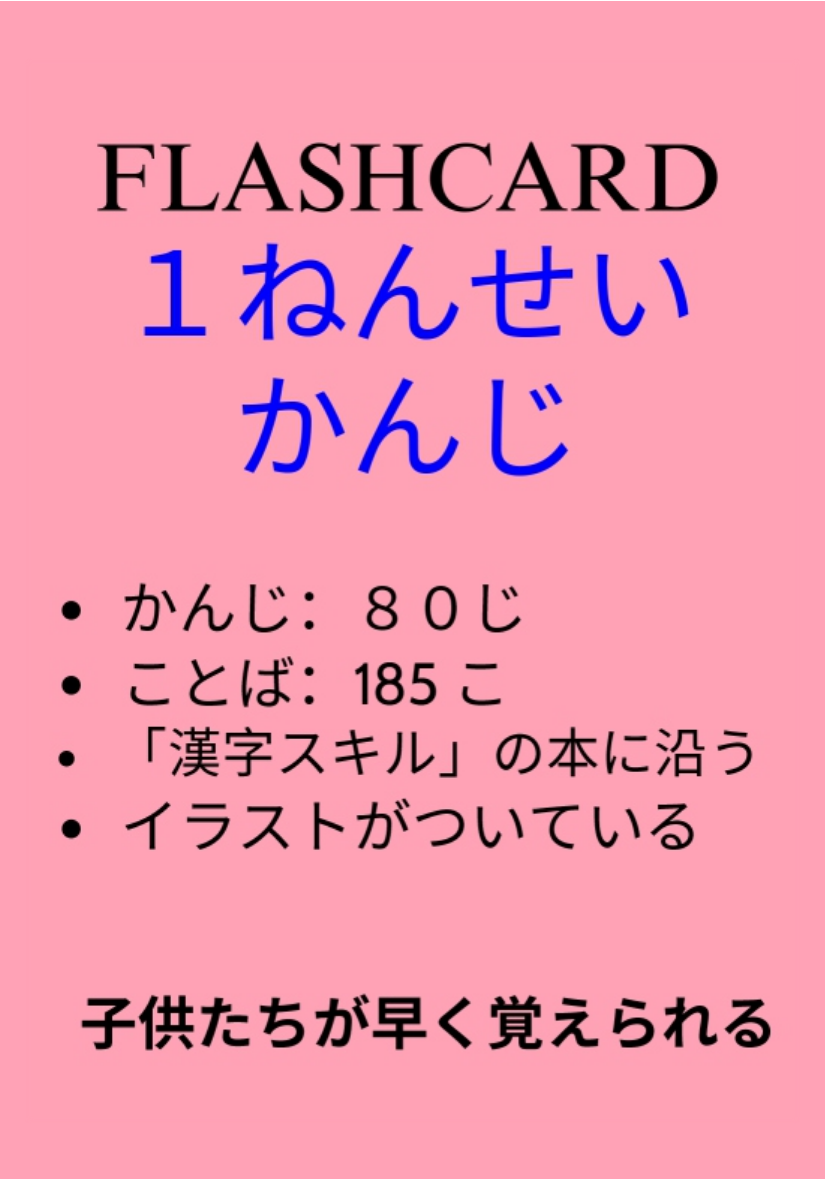 FLASHCARD
１ねんせい
かんじ
• かんじ： ８０じ
• ことば：185 こ
• 「漢字スキル」の本に沿う
• イラストがついている
子供たちが早く覚えられる